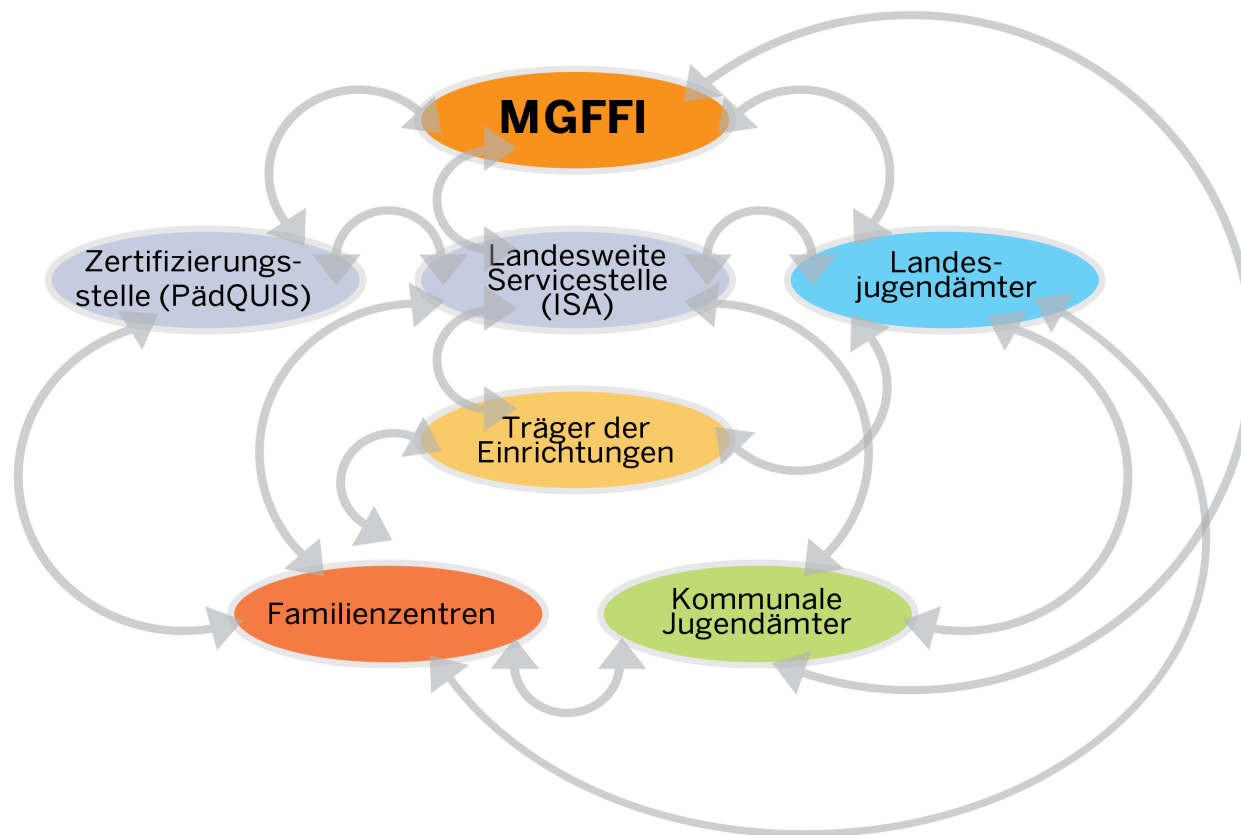 MGFFI
Zertifizierungs-
stelle (PädQUIS)
Landesweite
Servicestelle
(ISA)
Landes-
jugendämter
Träger der
Einrichtungen
Familienzentren
Kommunale
Jugendämter